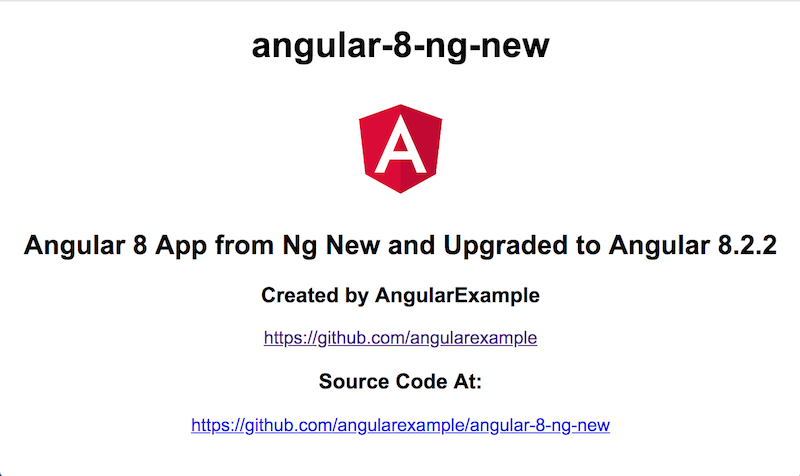 angular-8-ng-new
A
Angular 8 App from Ng New and Upgraded to Angular 8.2.2
Created by AngularExample
https://github.com/angularexample
Source Code At:
https://github.com/angularexample/angular-8-ng-new